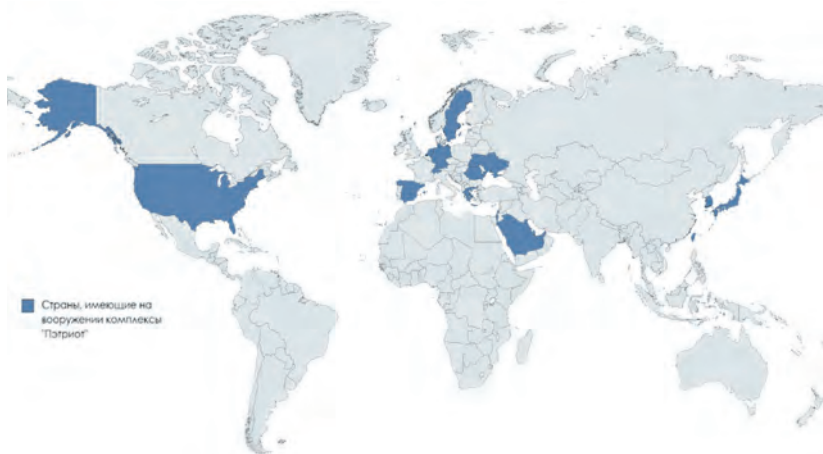 Страны, имеющие на
вооружении комплексы
"Пэтриот"